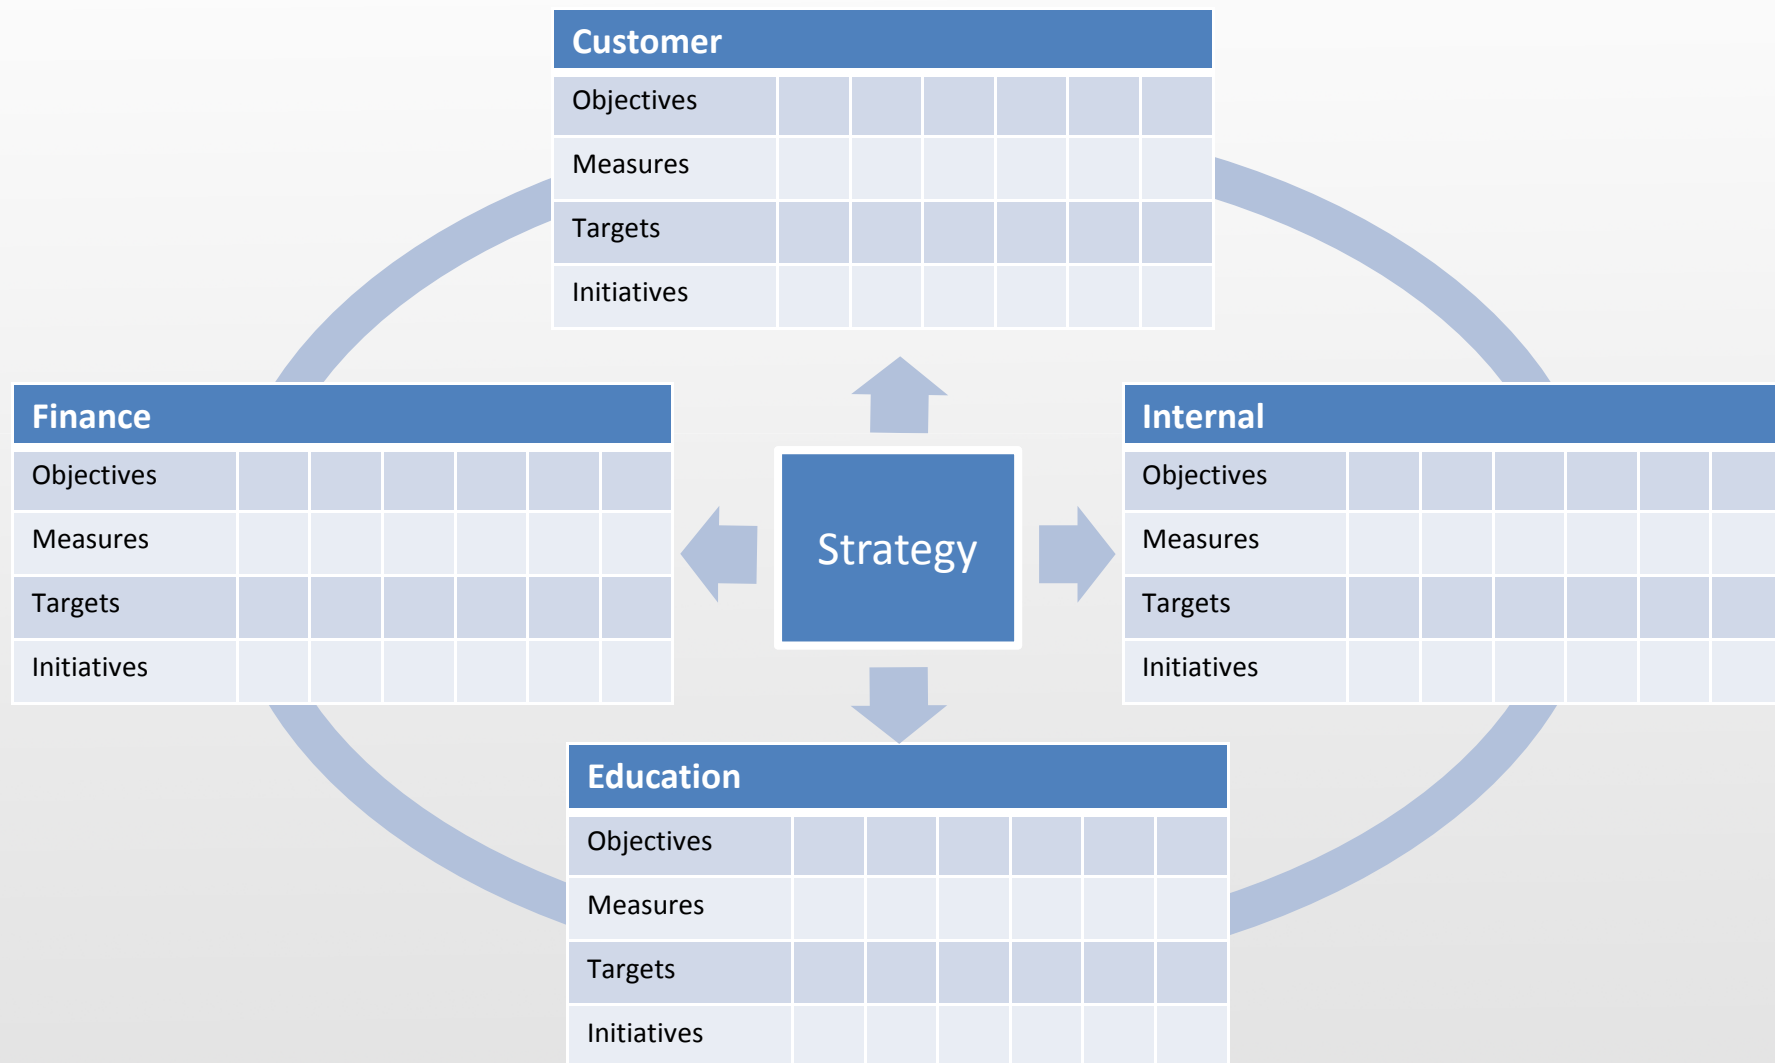 Customer
Objectives
Measures
Targets
Initiatives
Finance
Objectives
Measures
Targets
Initiatives
Strategy
Internal
Objectives
Measures
Targets
Initiatives
Education
Objectives
Measures
Targets
Initiatives